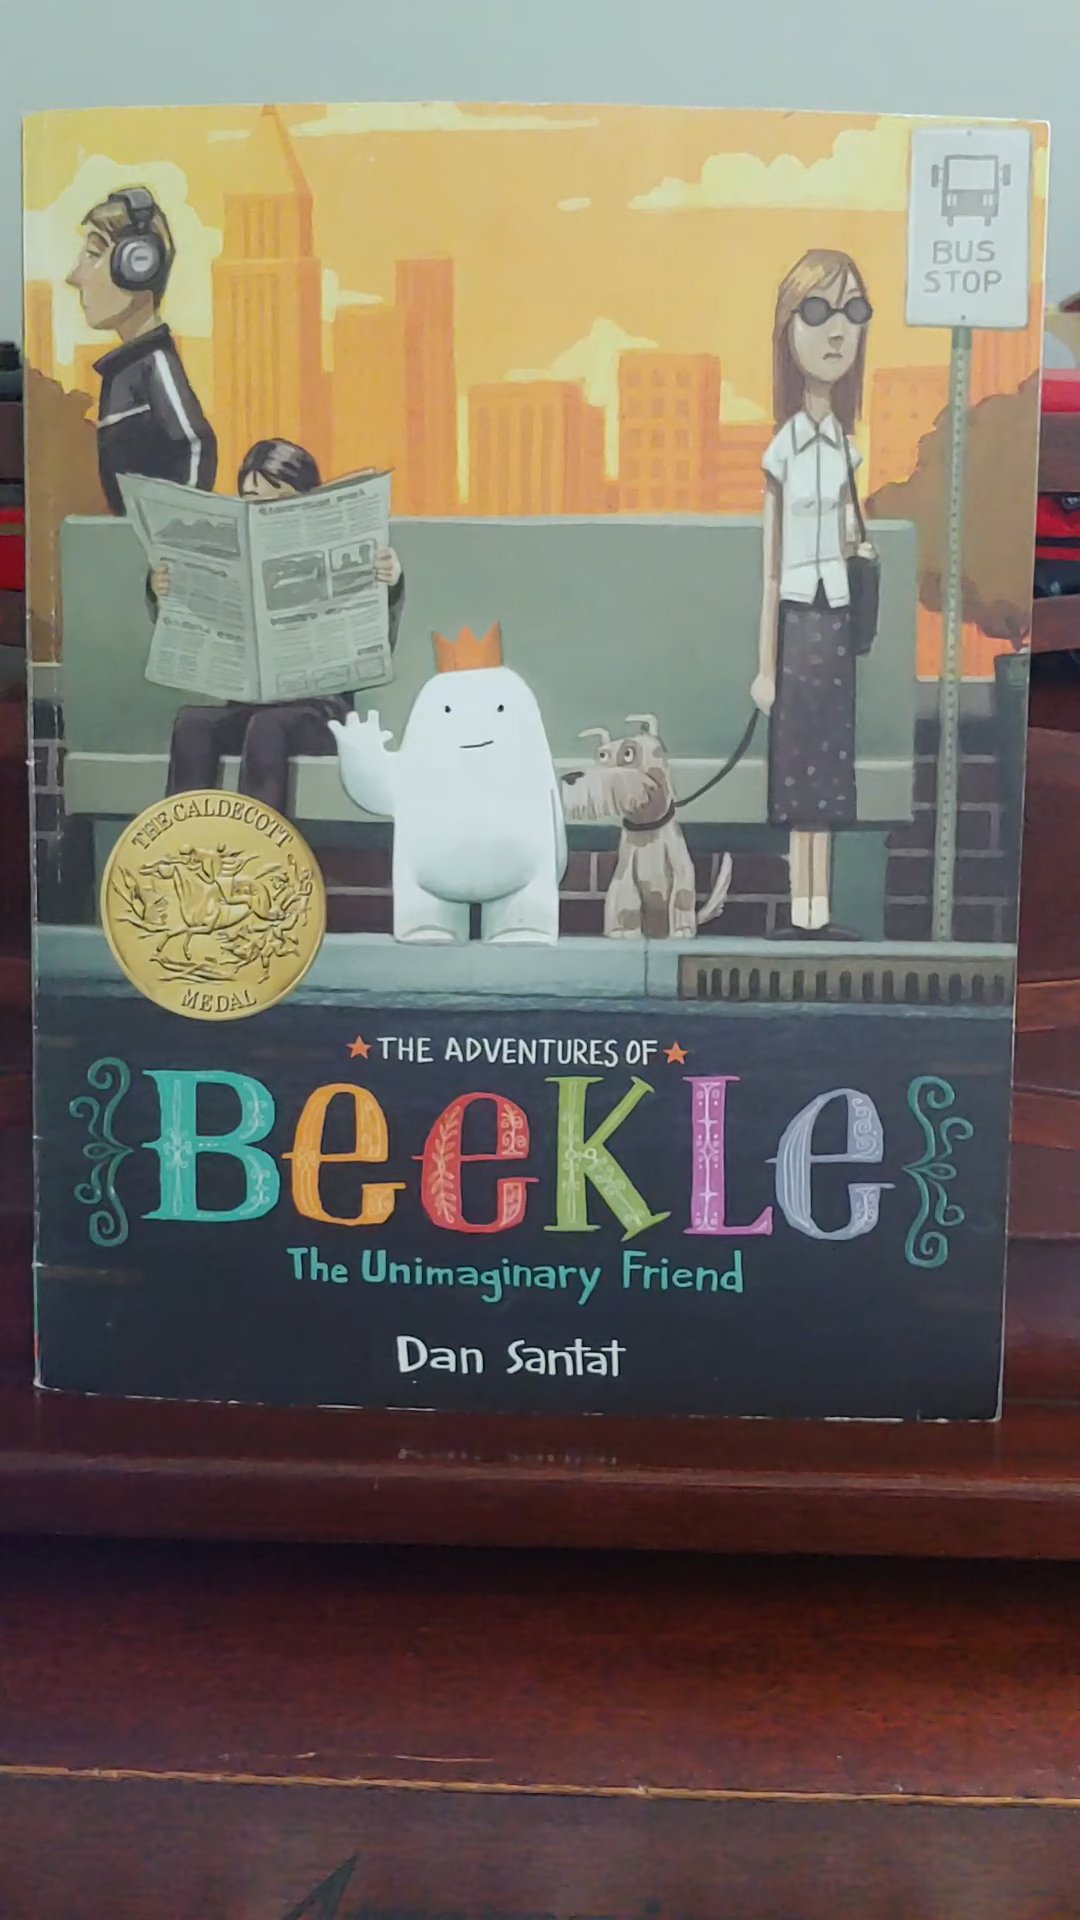 BUS
STOP
THE CALDECOTT
MEDAL
THE ADVENTURES OF
BeeKLe
The Unimaginary Friend
Dan Santat